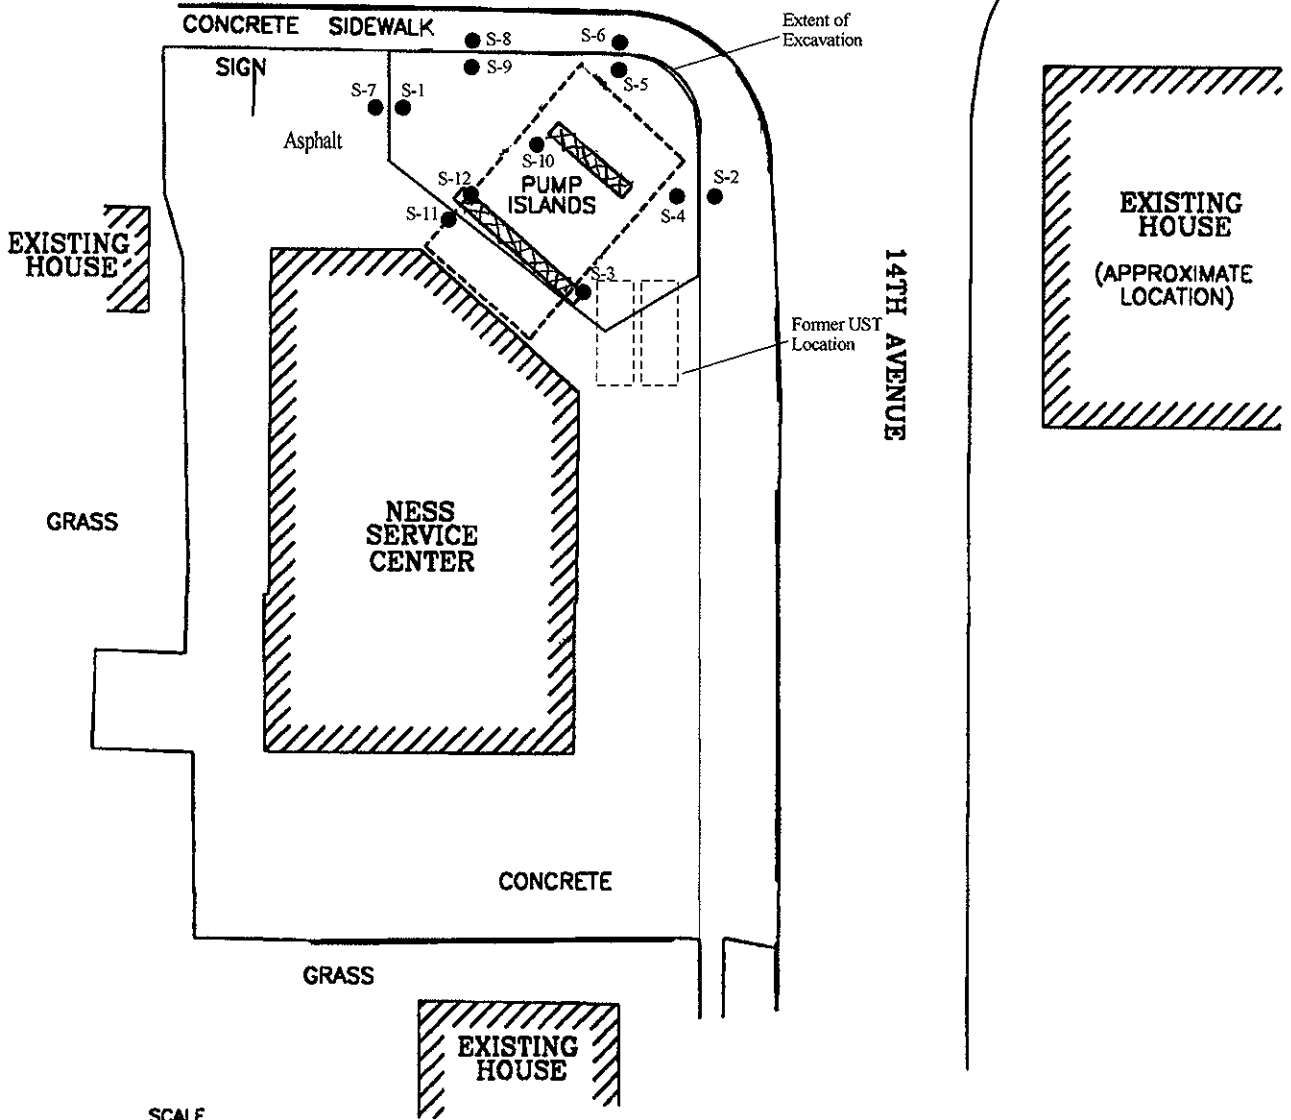 CONCRETE SIDEWALK
Extent of
Excavation
S-8
S-6
S-9
S-5
SIGN
S-7
S-1
Asphalt
S-10
S-12
PUMP
ISLANDS
S-2
S-4
S-11
EXISTING
HOUSE
EXISTING
HOUSE
(APPROXIMATE
LOCATION)
S-3
14TH AVENUE
Former UST
Location
GRASS
NESS
SERVICE
CENTER
CONCRETE
GRASS
EXISTING
HOUSE
SCALE